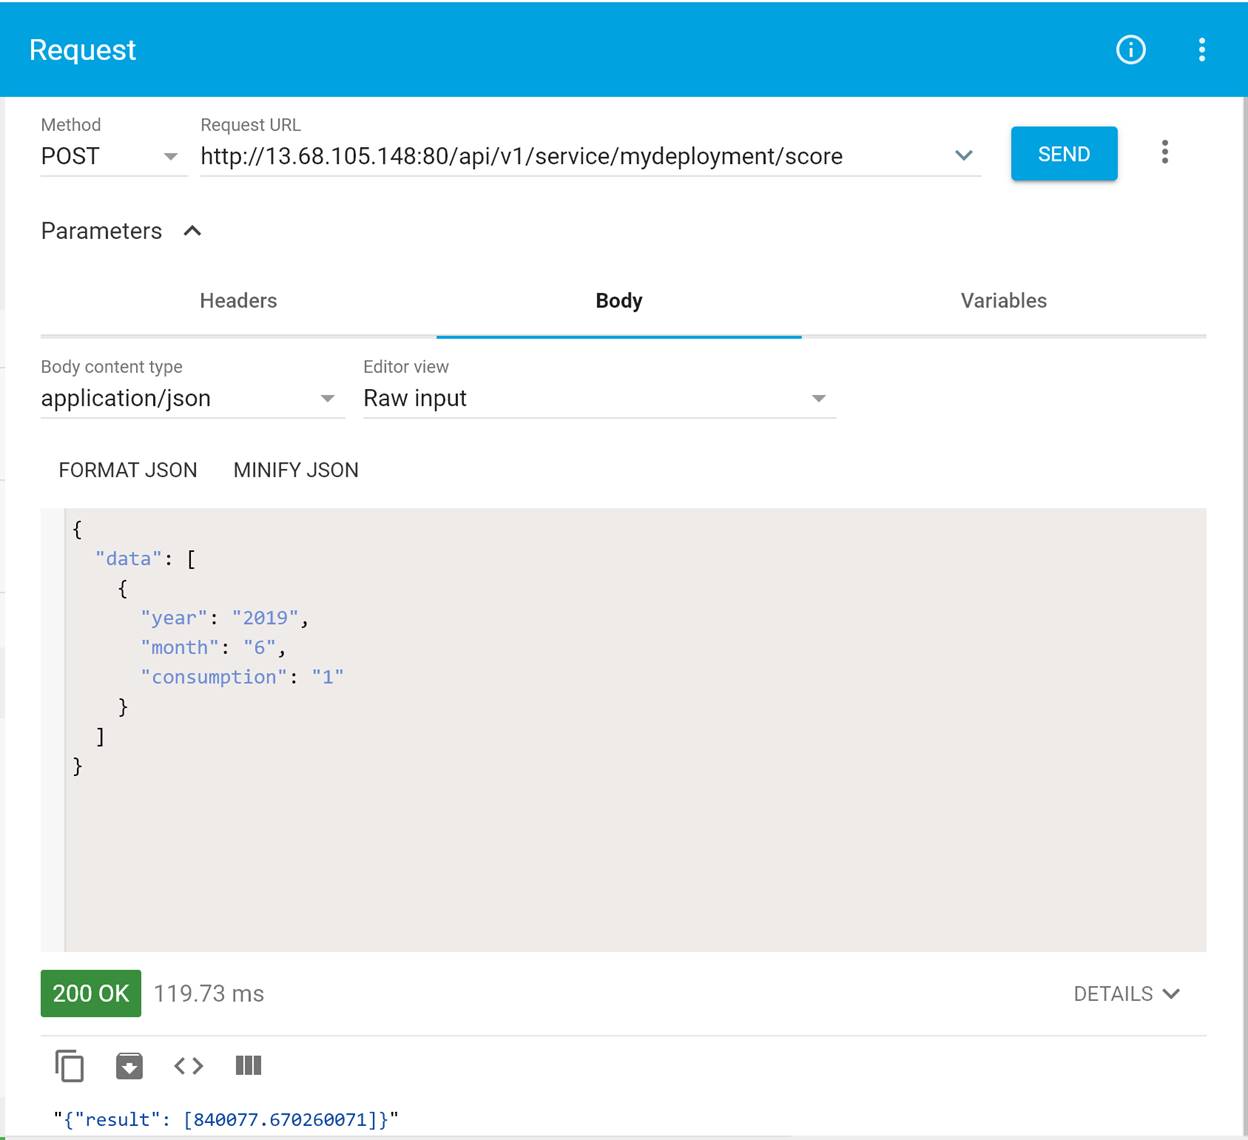 Request
Method
Request URL
POST
http://13.68.105.148:80/api/v1/service/mydeployment/score
SEND
Parameters
Headers
Body
Variables
Body content type
Editor view
application/json
Raw input
FORMAT JSON
MINIFY JSON
{
"data": [
{
"year": "2019",
"month": "6",
"consumption": "1"
}
]
}
200 OK
119.73 ms
DETAILS
"{"result": [840077.670260071]}"